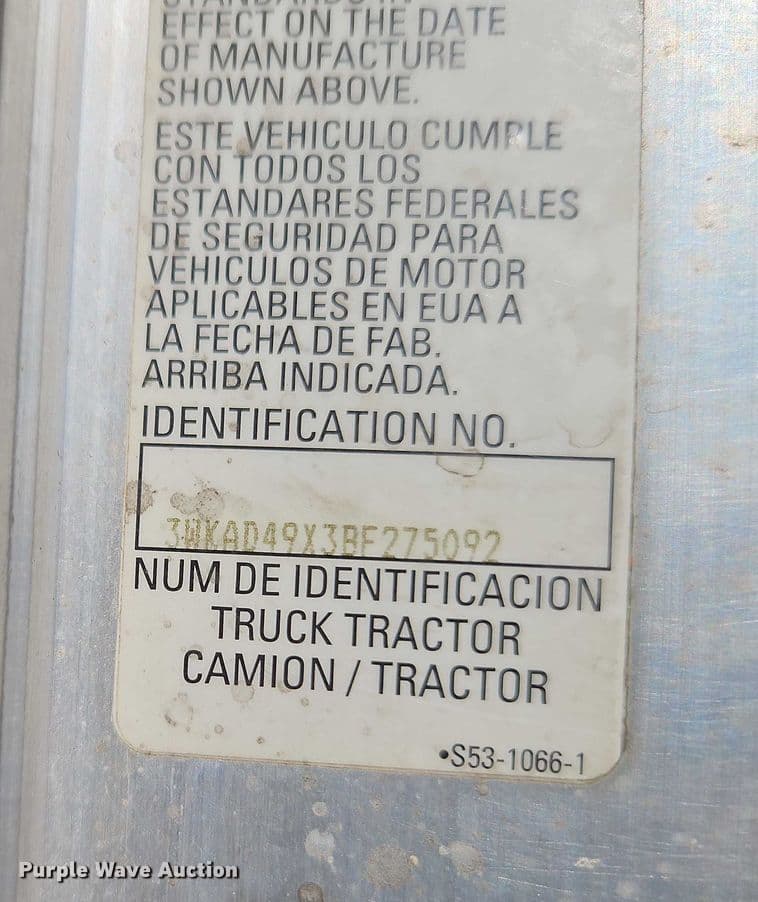 STANDARDS IN
EFFECT ON THE DATE
OF MANUFACTURE
SHOWN ABOVE.
ESTE VEHICULO CUMPLE
CON TODOS LOS
ESTANDARES FEDERALES
DE SEGURIDAD PARA
VEHICULOS DE MOTOR
APLICABLES EN EUA A
LA FECHA DE FAB.
ARRIBA INDICADA.
IDENTIFICATION NO.
3WKAD49X3BF275092
NUM DE IDENTIFICACION
TRUCK TRACTOR
CAMION / TRACTOR
•S53-1066-1
Purple Wave Auction